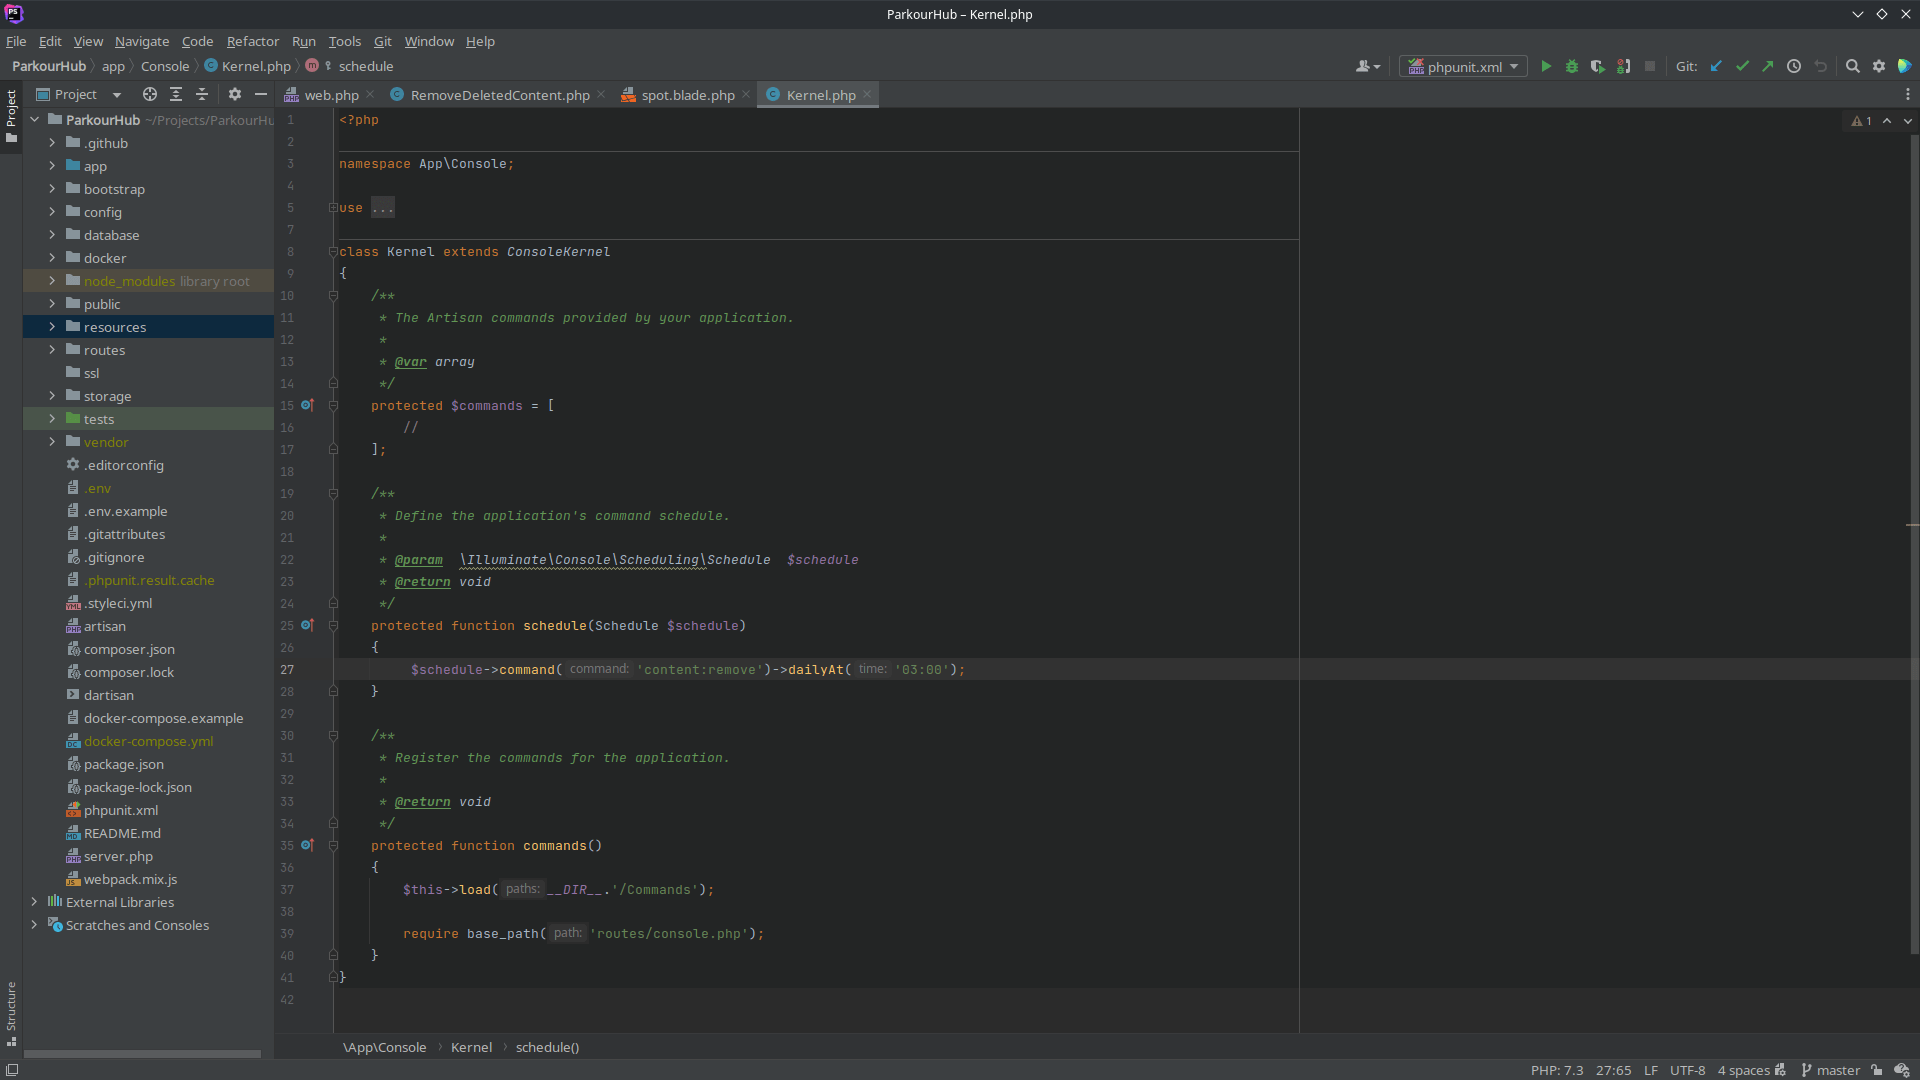 PS
ParkourHub – Kernel.php
File Edit View Navigate Code Refactor Run Tools Git Window Help
ParkourHub app Console C Kernel.php m schedule
phpunit.xml
Git:
Project
Project
web.php
RemoveDeletedContent.php
spot.blade.php
Kernel.php
ParkourHub ~/Projects/ParkourHu
.github
app
bootstrap
config
database
docker
node_modules library root
public
resources
routes
ssl
storage
tests
vendor
.editorconfig
.env
.env.example
.gitattributes
.gitignore
.phpunit.result.cache
.styleci.yml
artisan
composer.json
composer.lock
dartisan
docker-compose.example
docker-compose.yml
package.json
package-lock.json
phpunit.xml
README.md
server.php
webpack.mix.js
External Libraries
Scratches and Consoles
Structure
1 <?php
2
3 namespace App\Console;
4
5 use ...
7
8 class Kernel extends ConsoleKernel
9 {
10 /**
11 * The Artisan commands provided by your application.
12 *
13 * @var array
14 */
15 protected $commands = [
16 //
17 ];
18
19 /**
20 * Define the application's command schedule.
21 *
22 * @param  \Illuminate\Console\Scheduling\Schedule  $schedule
23 * @return void
24 */
25 protected function schedule(Schedule $schedule)
26 {
27 $schedule->command( command: 'content:remove')->dailyAt( time: '03:00');
28 }
29
30 /**
31 * Register the commands for the application.
32 *
33 * @return void
34 */
35 protected function commands()
36 {
37 $this->load( paths: __DIR__.'/Commands');
38
39 require base_path( path: 'routes/console.php');
40 }
41 }
42
1
\App\Console › Kernel › schedule()
PHP: 7.3 27:65 LF UTF-8 4 spaces master